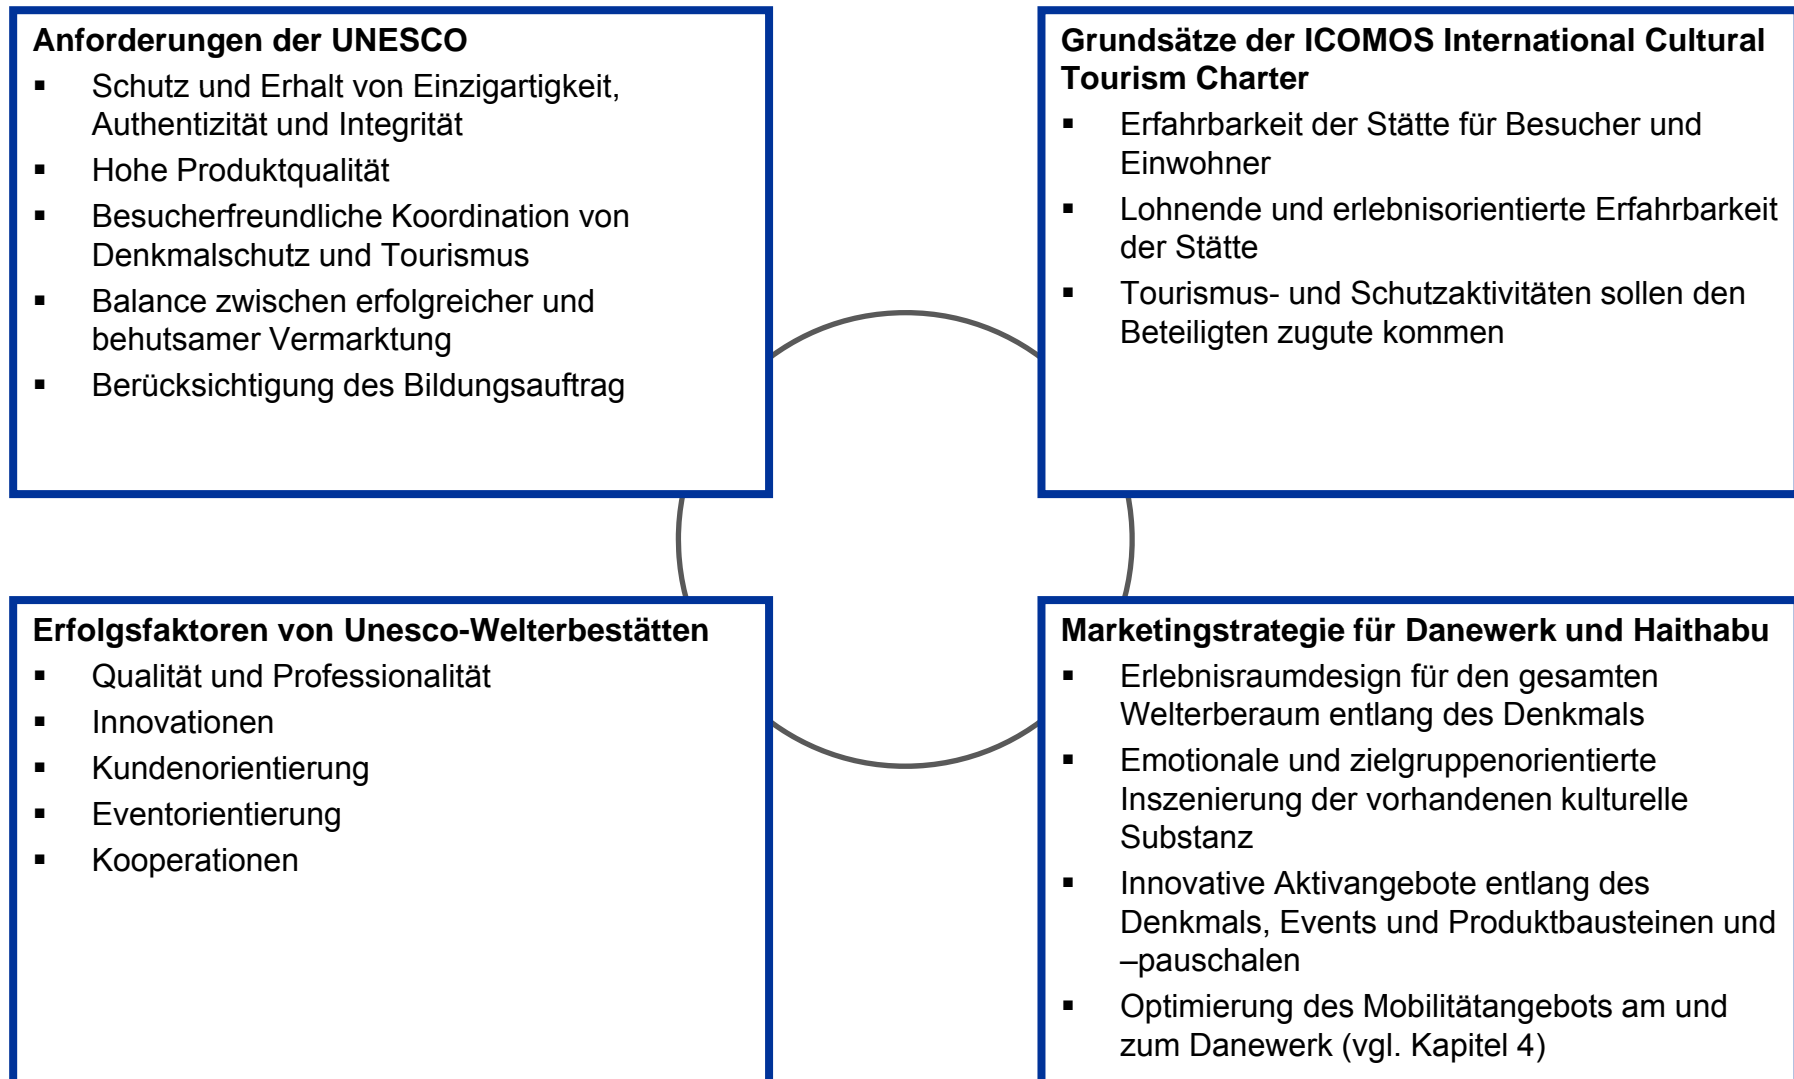 Anforderungen der UNESCO
▪ Schutz und Erhalt von Einzigartigkeit,
Authentizität und Integrität
▪ Hohe Produktqualität
▪ Besucherfreundliche Koordination von
Denkmalschutz und Tourismus
▪ Balance zwischen erfolgreicher und
behutsamer Vermarktung
▪ Berücksichtigung des Bildungsauftrag
Grundsätze der ICOMOS International Cultural
Tourism Charter
▪ Erfahrbarkeit der Stätte für Besucher und
Einwohner
▪ Lohnende und erlebnisorientierte Erfahrbarkeit
der Stätte
▪ Tourismus- und Schutzaktivitäten sollen den
Beteiligten zugute kommen
Erfolgsfaktoren von Unesco-Welterbestätten
▪ Qualität und Professionalität
▪ Innovationen
▪ Kundenorientierung
▪ Eventorientierung
▪ Kooperationen
Marketingstrategie für Danewerk und Haithabu
▪ Erlebnisraumdesign für den gesamten
Welterberaum entlang des Denkmals
▪ Emotionale und zielgruppenorientierte
Inszenierung der vorhandenen kulturelle
Substanz
▪ Innovative Aktivangebote entlang des
Denkmals, Events und Produktbausteinen und
–pauschalen
▪ Optimierung des Mobilitätangebots am und
zum Danewerk (vgl. Kapitel 4)